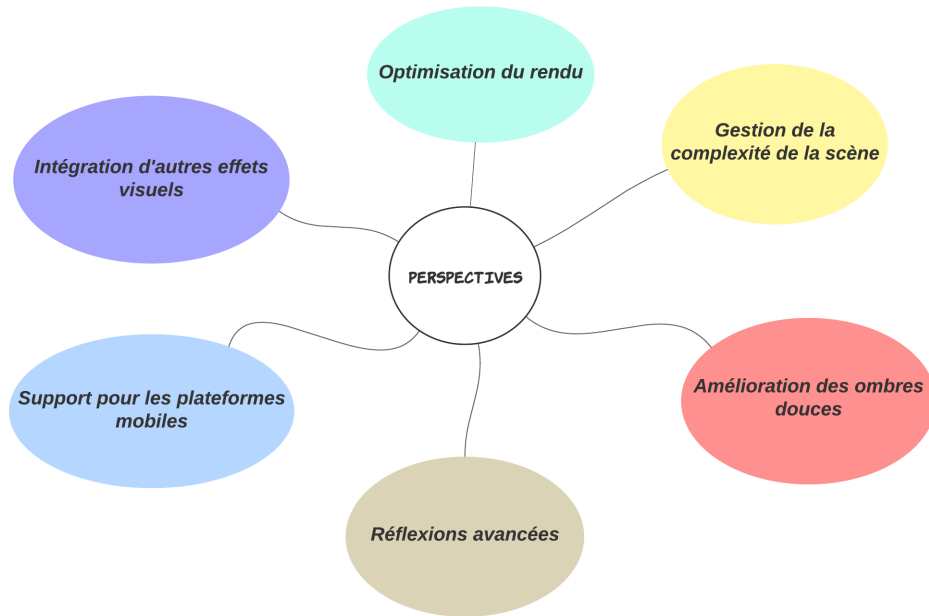 Optimisation du rendu
Gestion de la
complexité de la scène
Intégration d'autres effets
visuels
PERSPECTIVES
Support pour les plateformes
mobiles
Amélioration des ombres
douces
Réflexions avancées